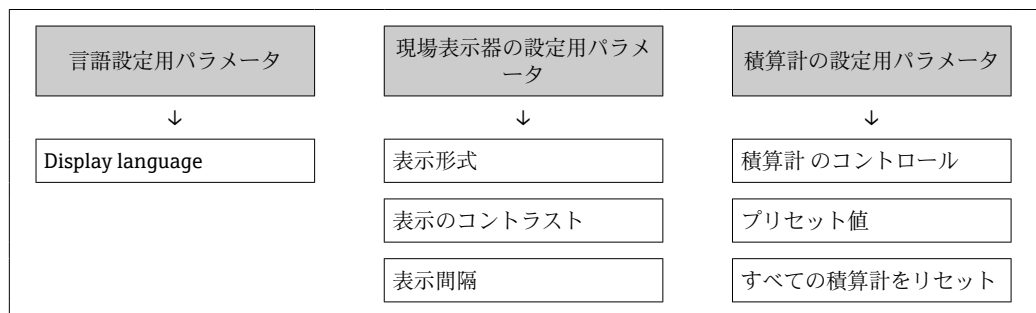 言語設定用パラメータ
↓
Display language
現場表示器の設定用パラメ
ータ
↓
表示形式
表示のコントラスト
表示間隔
積算計の設定用パラメータ
↓
積算計 のコントロール
プリセット値
すべての積算計をリセット